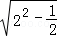 √(2² − 1/2)